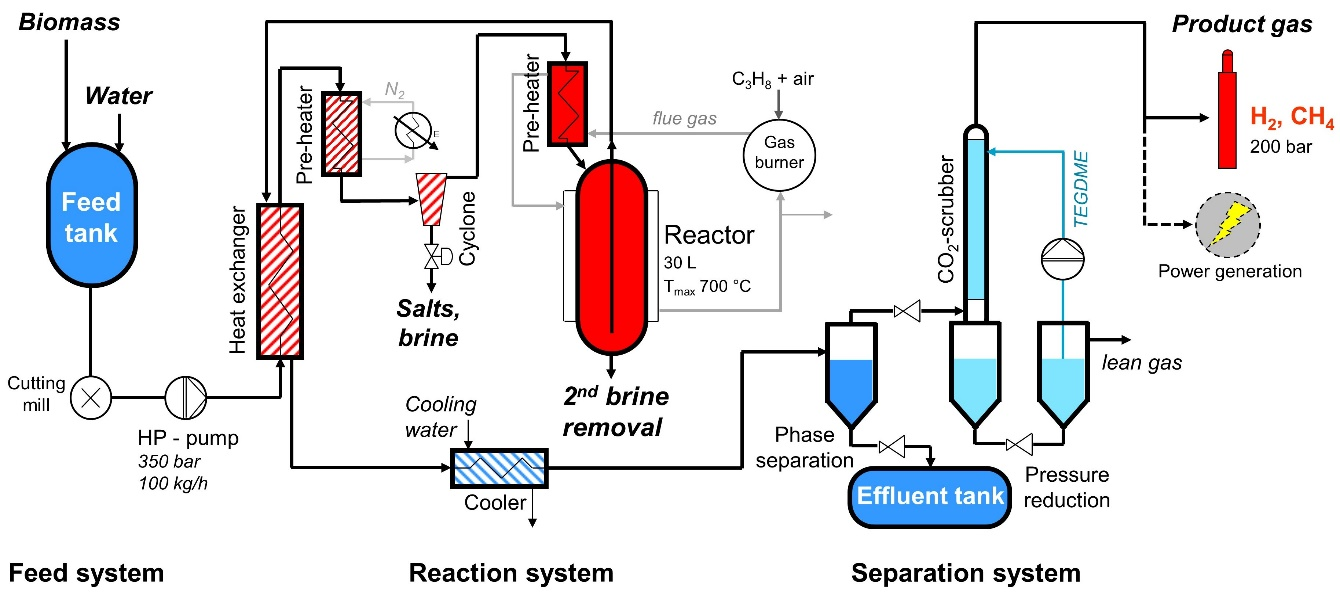 Biomass
Water
Feed
tank
Cutting
mill
HP - pump
350 bar
100 kg/h
Heat exchanger
Pre-heater
N₂
E
Cyclone
Salts,
brine
Pre-heater
flue gas
C₃H₈ + air
Gas
burner
Reactor
30 L
Tₘₐₓ 700 °C
2ⁿᵈ brine
removal
Cooling
water
Cooler
Phase
separation
Effluent tank
CO₂-scrubber
TEGDME
Pressure
reduction
lean gas
Product gas
H₂, CH₄
200 bar
Power generation
Feed system
Reaction system
Separation system